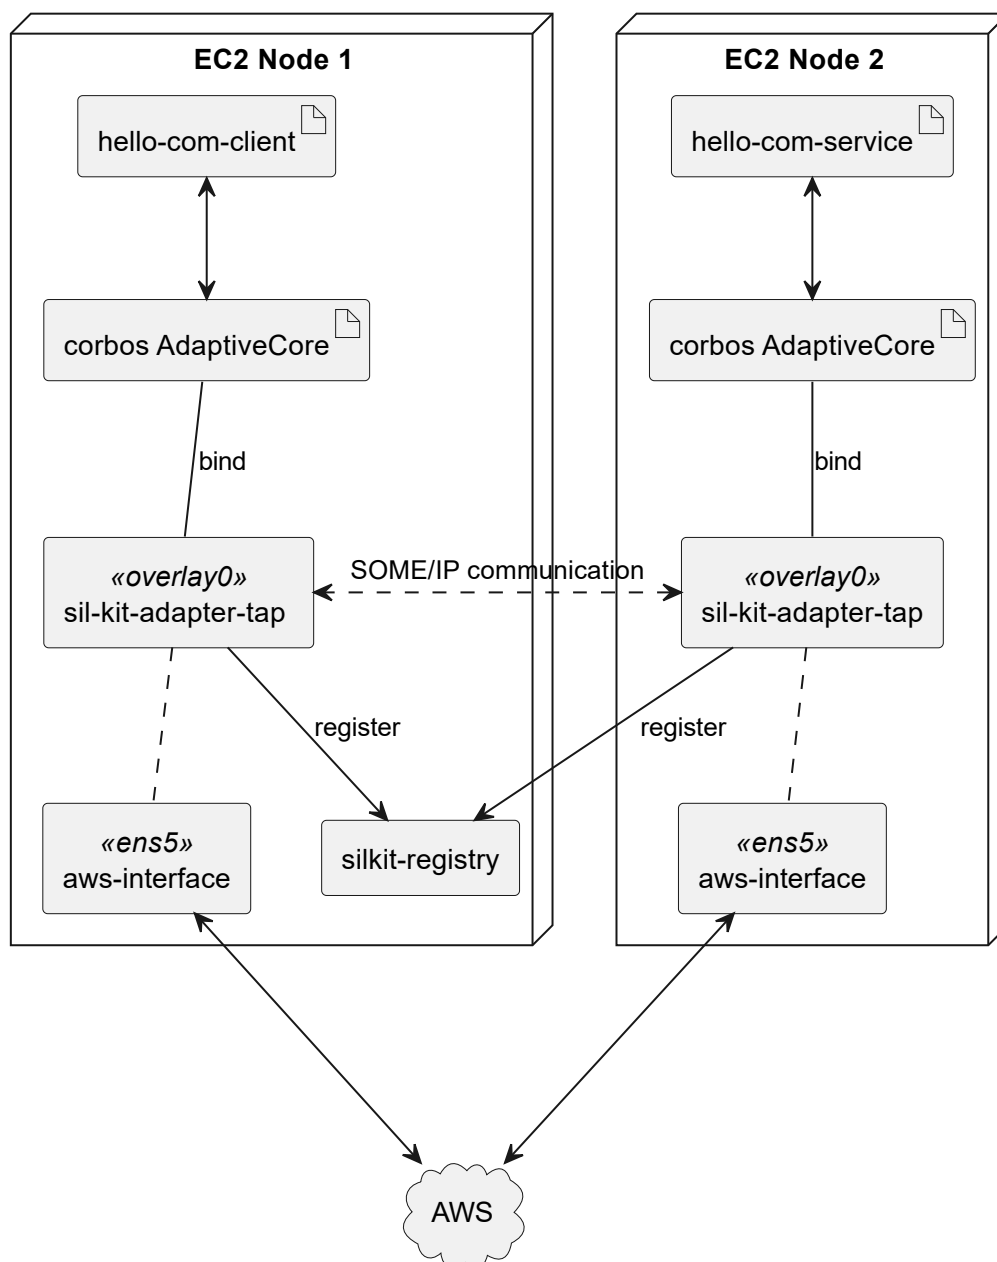 EC2 Node 1
EC2 Node 2
hello-com-client
hello-com-service
corbos AdaptiveCore
corbos AdaptiveCore
bind
bind
«overlay0»
sil-kit-adapter-tap
SOME/IP communication
«overlay0»
sil-kit-adapter-tap
register
register
«ens5»
aws-interface
silkit-registry
«ens5»
aws-interface
AWS